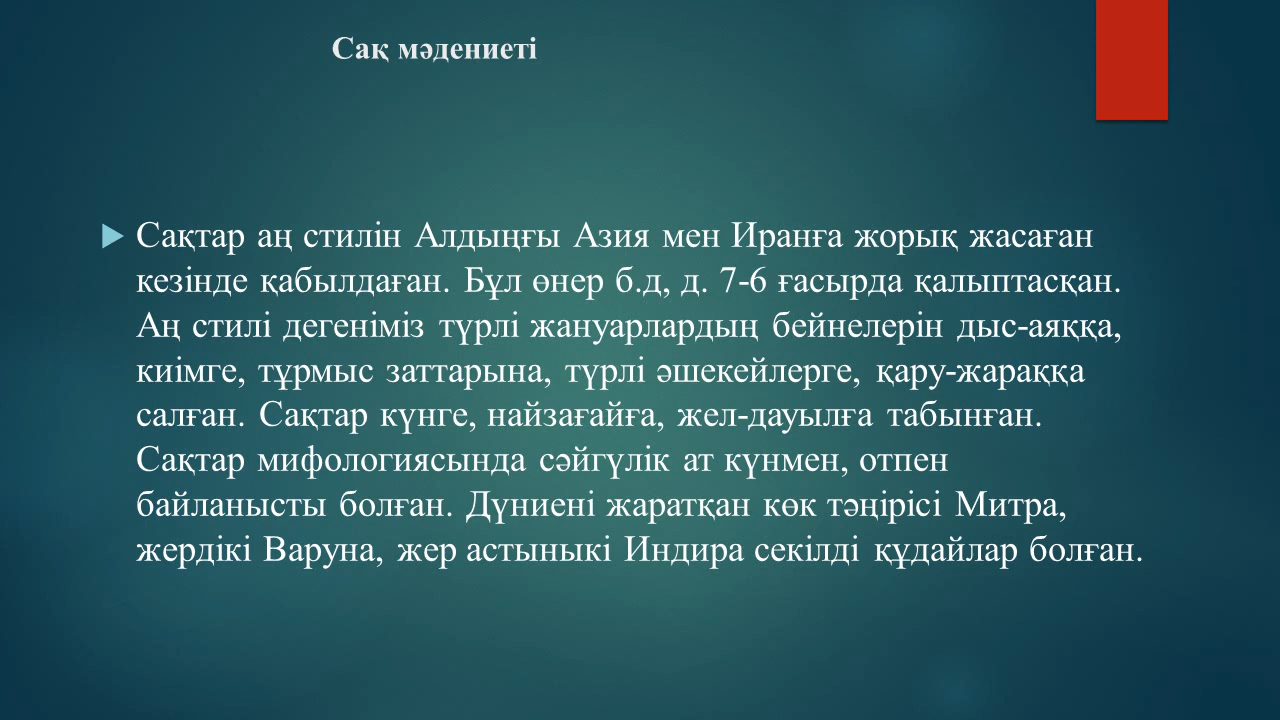 Сақ мәдениеті
Сақтар аң стилін Алдыңғы Азия мен Иранға жорық жасаған
кезінде қабылдаған. Бұл өнер б.д, д. 7-6 ғасырда қалыптасқан.
Аң стилі дегеніміз түрлі жануарлардың бейнелерін дыс-аяққа,
киімге, тұрмыс заттарына, түрлі әшекейлерге, қару-жараққа
салған. Сақтар күнге, найзағайға, жел-дауылға табынған.
Сақтар мифологиясында сәйгүлік ат күнмен, отпен
байланысты болған. Дүниені жаратқан көк тәңірісі Митра,
жердікі Варуна, жер астыныкі Индира секілді құдайлар болған.